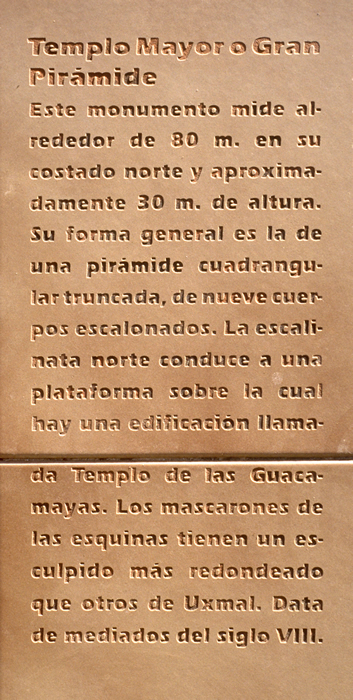 Templo Mayor o Gran
Pirámide
Este monumento mide al-
rededor de 80 m. en su
costado norte y aproxima-
damente 30 m. de altura.
Su forma general es la de
una pirámide cuadrangu-
lar truncada, de nueve cuer-
pos escalonados. La escali-
nata norte conduce a una
plataforma sobre la cual
hay una edificación llama-
da Templo de las Guaca-
mayas. Los mascarones de
las esquinas tienen un es-
culpido más redondeado
que otros de Uxmal. Data
de mediados del siglo VIII.